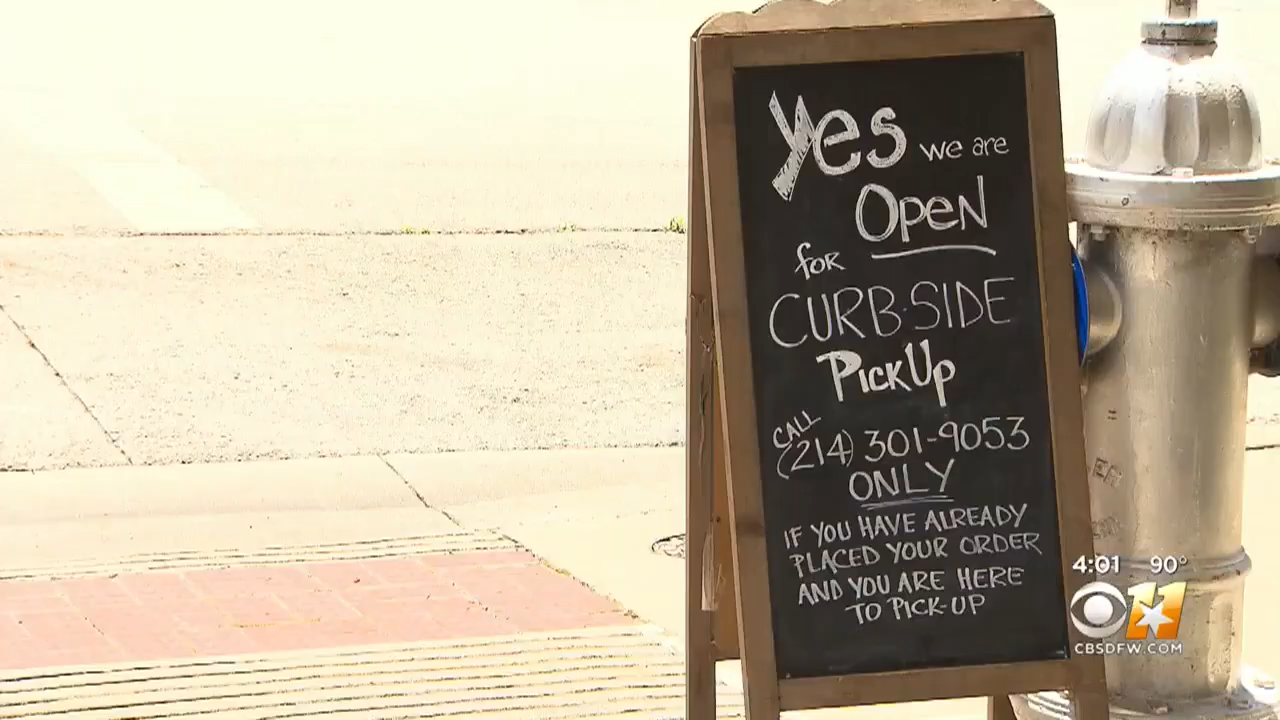 Yes we are
Open
for
CURB-SIDE
PickUp
CALL
(214) 301-9053
ONLY
IF YOU HAVE ALREADY
PLACED YOUR ORDER
AND YOU ARE HERE
TO PICK-UP
4:01 90°
11
CBSDFW.COM